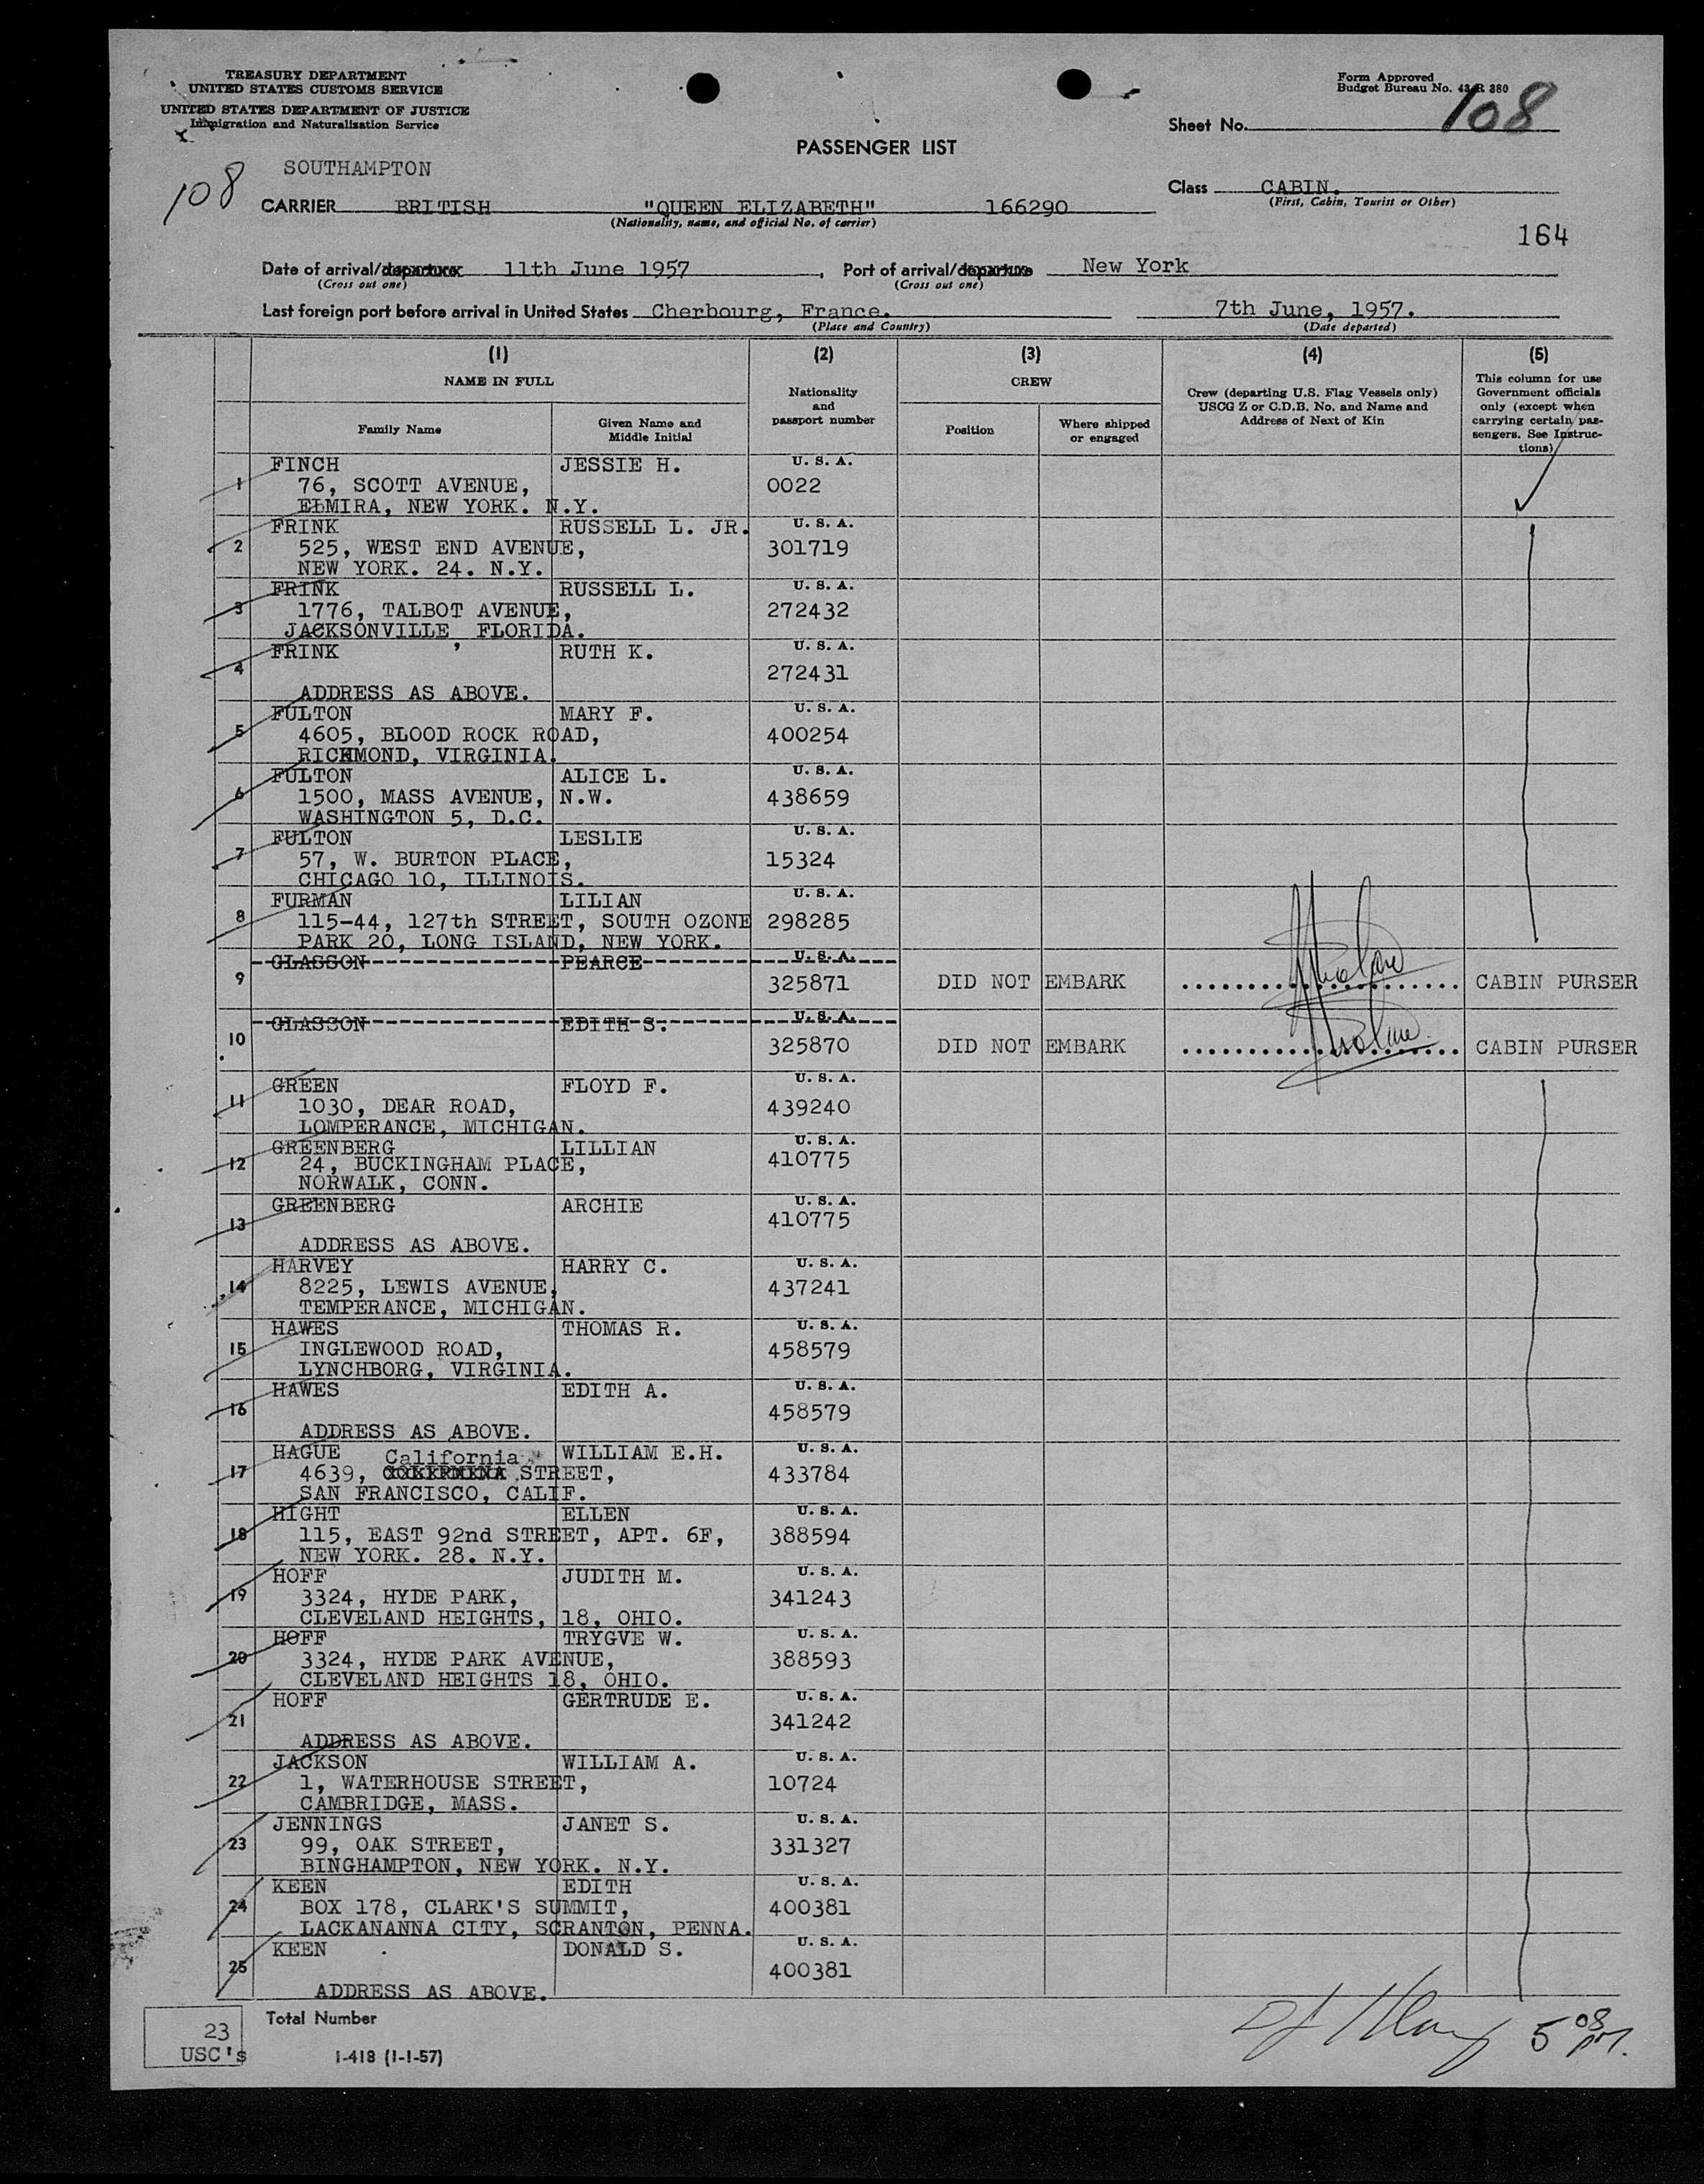 TREASURY DEPARTMENT
UNITED STATES CUSTOMS SERVICE
UNITED STATES DEPARTMENT OF JUSTICE
Immigration and Naturalization Service
Form Approved
Budget Bureau No. 43-R 380
Sheet No. 108
PASSENGER LIST
108
SOUTHAMPTON
Class CABIN.
(First, Cabin, Tourist or Other)
CARRIER BRITISH "QUEEN ELIZABETH" 166290
(Nationality, name, and official No. of carrier)
164
Date of arrival/departure 11th June 1957, Port of arrival/departure New York
(Cross out one) (Cross out one)
Last foreign port before arrival in United States Cherbourg, France. 7th June, 1957.
(Place and Country) (Date departed)
(1) (2) (3) (4) (5)
NAME IN FULL
Family Name
Given Name and Middle Initial
Nationality and passport number
CREW
Position
Where shipped or engaged
Crew (departing U.S. Flag Vessels only) USCG Z or C.D.B. No. and Name and Address of Next of Kin
This column for use Government officials only (except when carrying certain passengers. See Instructions)
1 FINCH JESSIE H. U. S. A.
76, SCOTT AVENUE, 0022
ELMIRA, NEW YORK. N.Y.
2 FRINK RUSSELL L. JR. U. S. A.
525, WEST END AVENUE, 301719
NEW YORK. 24. N.Y.
3 FRINK RUSSELL L. U. S. A.
1776, TALBOT AVENUE, 272432
JACKSONVILLE, FLORIDA.
4 FRINK RUTH K. U. S. A.
272431
ADDRESS AS ABOVE.
5 FULTON MARY F. U. S. A.
4605, BLOOD ROCK ROAD, 400254
RICHMOND, VIRGINIA.
6 FULTON ALICE L. U. S. A.
1500, MASS AVENUE, N.W. 438659
WASHINGTON 5, D.C.
7 FULTON LESLIE U. S. A.
57, W. BURTON PLACE, 15324
CHICAGO 10, ILLINOIS.
8 FURMAN LILIAN U. S. A.
115-44, 127th STREET, SOUTH OZONE 298285
PARK 20, LONG ISLAND, NEW YORK.
9 GLASSON PEARCE U. S. A.
325871 DID NOT EMBARK CABIN PURSER
10 GLASSON EDITH S. U. S. A.
325870 DID NOT EMBARK CABIN PURSER
11 GREEN FLOYD F. U. S. A.
1030, DEAR ROAD, 439240
LOMPERANCE, MICHIGAN.
12 GREENBERG LILLIAN U. S. A.
24, BUCKINGHAM PLACE, 410775
NORWALK, CONN.
13 GREENBERG ARCHIE U. S. A.
410775
ADDRESS AS ABOVE.
14 HARVEY HARRY C. U. S. A.
8225, LEWIS AVENUE, 437241
TEMPERANCE, MICHIGAN.
15 HAWES THOMAS R. U. S. A.
INGLEWOOD ROAD, 458579
LYNCHBORG, VIRGINIA.
16 HAWES EDITH A. U. S. A.
458579
ADDRESS AS ABOVE.
17 HAGUE WILLIAM E.H. U. S. A.
California
4639, STREET, 433784
SAN FRANCISCO, CALIF.
18 HIGHT ELLEN U. S. A.
115, EAST 92nd STREET, APT. 6F, 388594
NEW YORK. 28. N.Y.
19 HOFF JUDITH M. U. S. A.
3324, HYDE PARK, 341243
CLEVELAND HEIGHTS, 18, OHIO.
20 HOFF TRYGVE W. U. S. A.
3324, HYDE PARK AVENUE, 388593
CLEVELAND HEIGHTS 18, OHIO.
21 HOFF GERTRUDE E. U. S. A.
341242
ADDRESS AS ABOVE.
22 JACKSON WILLIAM A. U. S. A.
1, WATERHOUSE STREET, 10724
CAMBRIDGE, MASS.
23 JENNINGS JANET S. U. S. A.
99, OAK STREET, 331327
BINGHAMPTON, NEW YORK. N.Y.
24 KEEN EDITH U. S. A.
BOX 178, CLARK'S SUMMIT, 400381
LACKANANNA CITY, SCRANTON, PENNA.
25 KEEN DONALD S. U. S. A.
400381
ADDRESS AS ABOVE.
23 USC's
Total Number
I-418 (1-1-57)
5 08 pm.